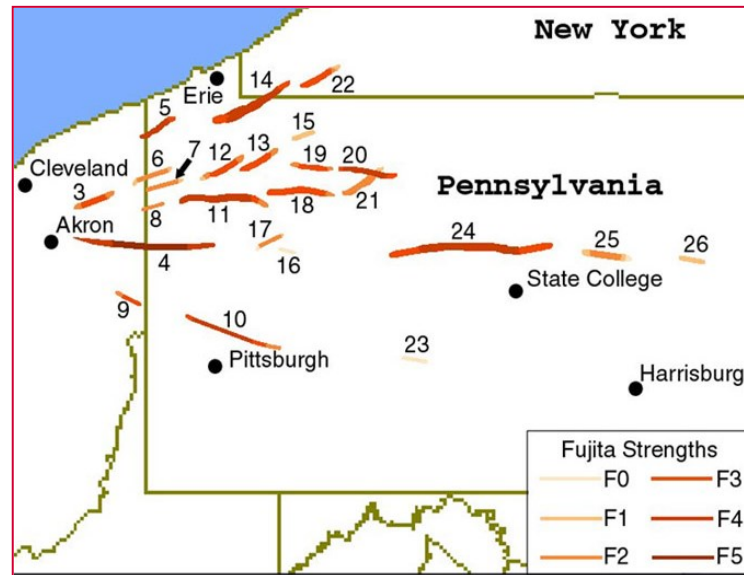 New York
14
22
Erie
5
15
7
6
12
13
19
20
Cleveland
3
Pennsylvania
8
11
18
21
Akron
17
24
25
26
4
16
State College
9
10
23
Pittsburgh
Harrisburg
Fujita Strengths
F0 F3
F1 F4
F2 F5